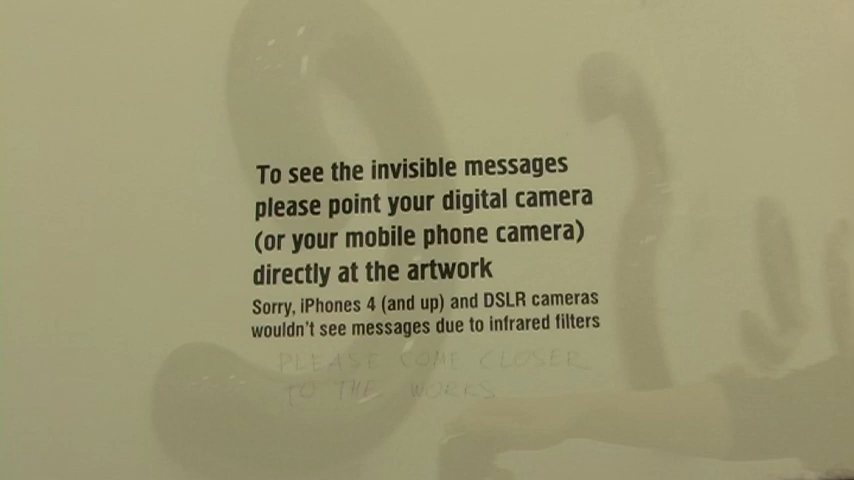 To see the invisible messages
please point your digital camera
(or your mobile phone camera)
directly at the artwork
Sorry, iPhones 4 (and up) and DSLR cameras
wouldn't see messages due to infrared filters
PLEASE COME CLOSER
TO THE WORKS